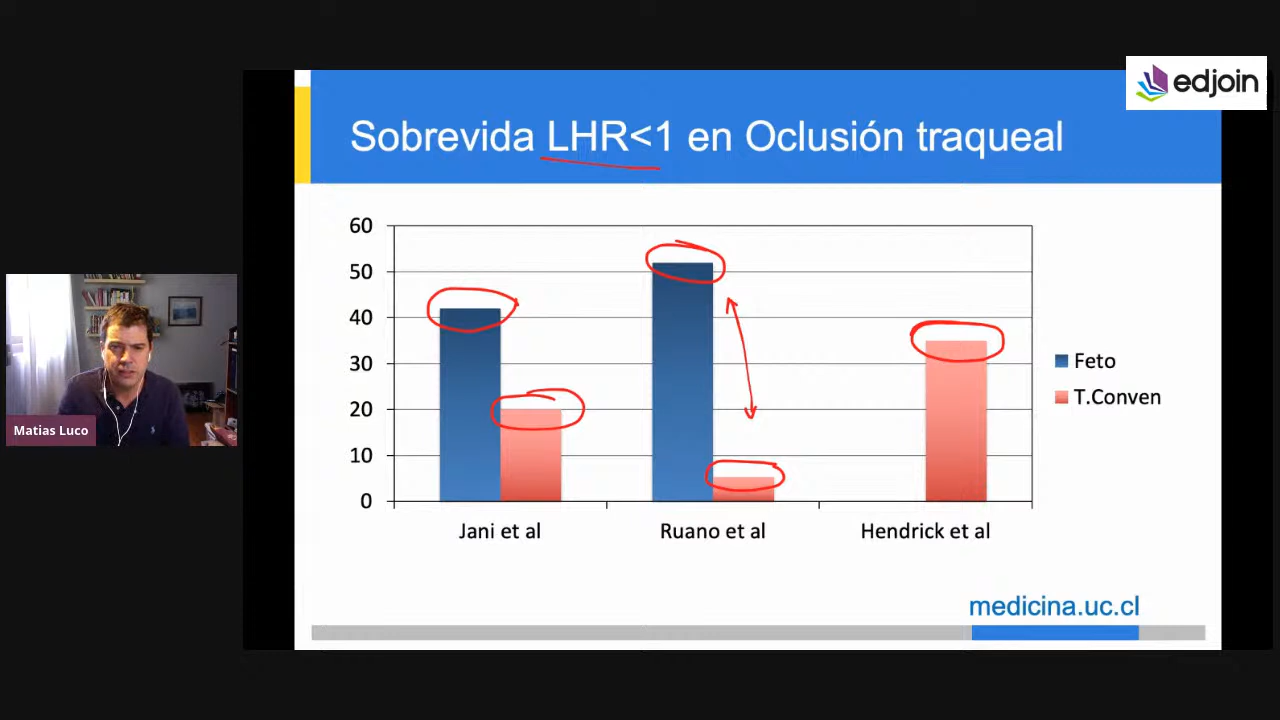 edjoin
Sobrevida LHR<1 en Oclusión traqueal
60
50
40
30
20
10
0
Jani et al
Ruano et al
Hendrick et al
Feto
T.Conven
Matias Luco
medicina.uc.cl